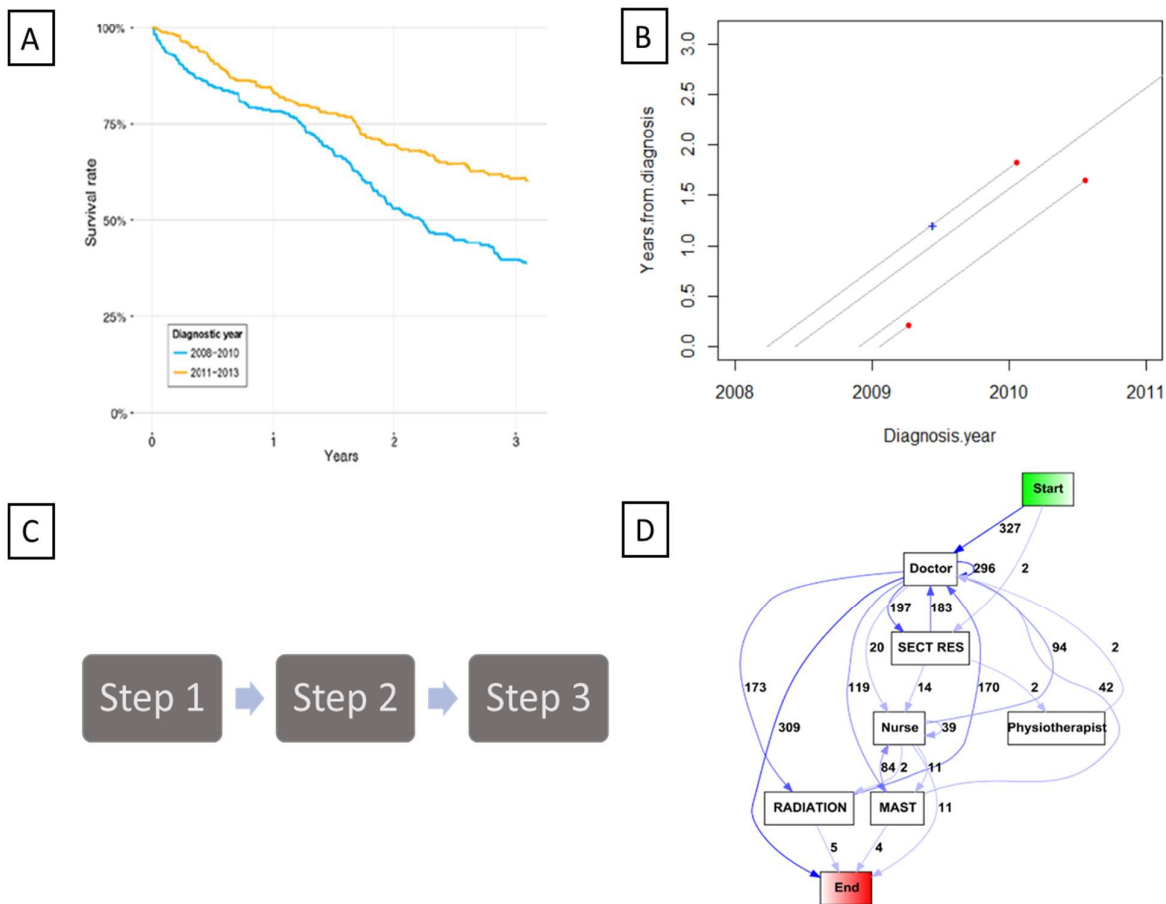 A
100%
75%
50%
25%
0%
Survival rate
Diagnostic year
2008-2010
2011-2013
0 1 2 3
Years
B
3.0
2.5
2.0
1.5
1.0
0.5
0.0
Years.from.diagnosis
2008 2009 2010 2011
Diagnosis.year
C
Step 1 Step 2 Step 3
D
Start
327
2
Doctor
296
197 183
SECT RES
20 94 2
173 119 14 170 2 42
309 Nurse 39 Physiotherapist
84 2 11
RADIATION MAST 11
5 4
End